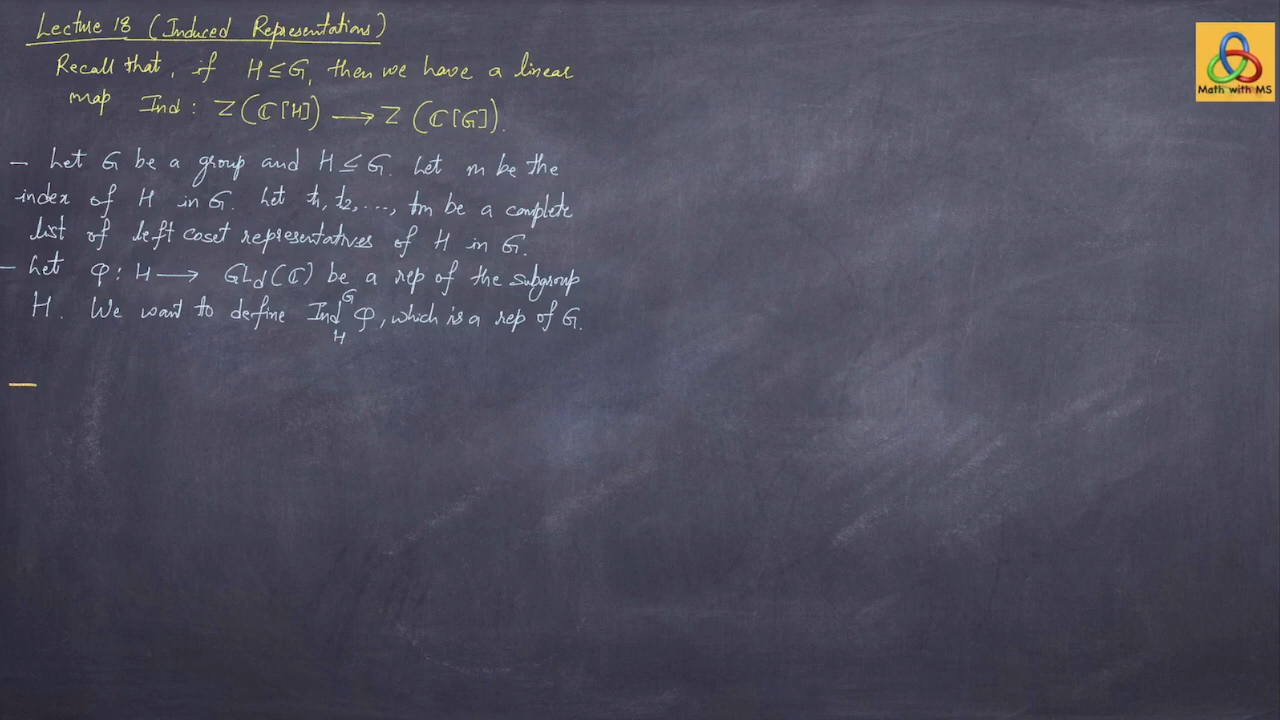 Lecture 18 (Induced Representations)
Recall that, if H ≤ G, then we have a linear
map Ind : Z(ℂ[H]) ⟶ Z(ℂ[G]).
– Let G be a group and H ≤ G. Let m be the
index of H in G. Let t₁, t₂, ..., tₘ be a complete
list of left coset representatives of H in G.
– Let φ : H ⟶ GL_d(ℂ) be a rep of the subgroup
H. We want to define Ind_H^G φ, which is a rep of G.
–
Math with MS